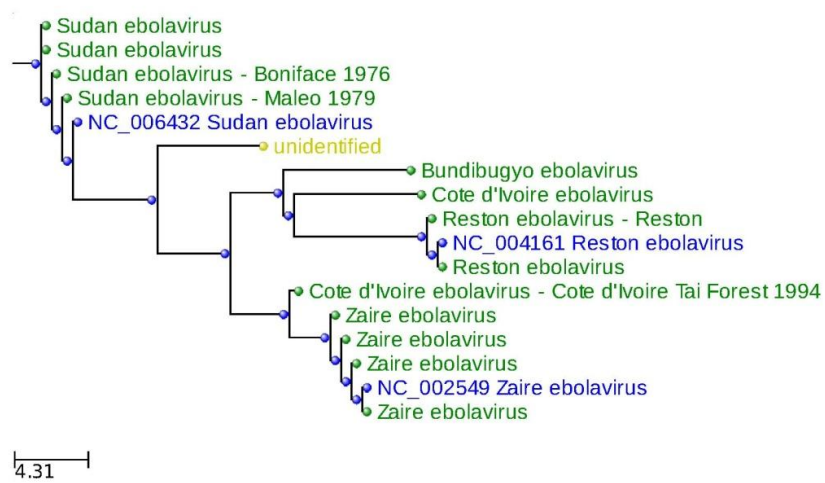 Sudan ebolavirus
Sudan ebolavirus
Sudan ebolavirus - Boniface 1976
Sudan ebolavirus - Maleo 1979
NC_006432 Sudan ebolavirus
unidentified
Bundibugyo ebolavirus
Cote d'Ivoire ebolavirus
Reston ebolavirus - Reston
NC_004161 Reston ebolavirus
Reston ebolavirus
Cote d'Ivoire ebolavirus - Cote d'Ivoire Tai Forest 1994
Zaire ebolavirus
Zaire ebolavirus
Zaire ebolavirus
NC_002549 Zaire ebolavirus
Zaire ebolavirus
4.31